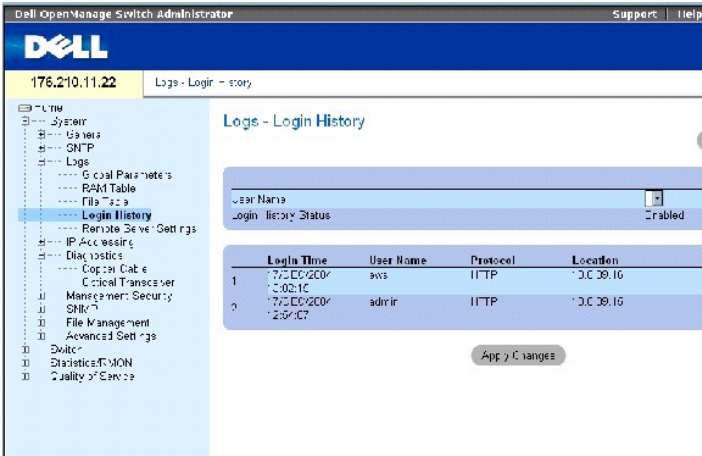 Dell OpenManage Switch Administrator
Support | Help
DELL
176.210.11.22
Logs - Login History
Home
System
General
SNTP
Logs
Global Parameters
RAM Table
File Table
Login History
Remote Server Settings
IP Addressing
Diagnostics
Copper Cable
Optical Transceiver
Management Security
SNMP
File Management
Advanced Settings
Switch
Statistics/RMON
Quality of Service
Logs - Login History
User Name
Login History Status Enabled
Login Time User Name Protocol Location
1 HTTP
2 admin HTTP
Apply Changes